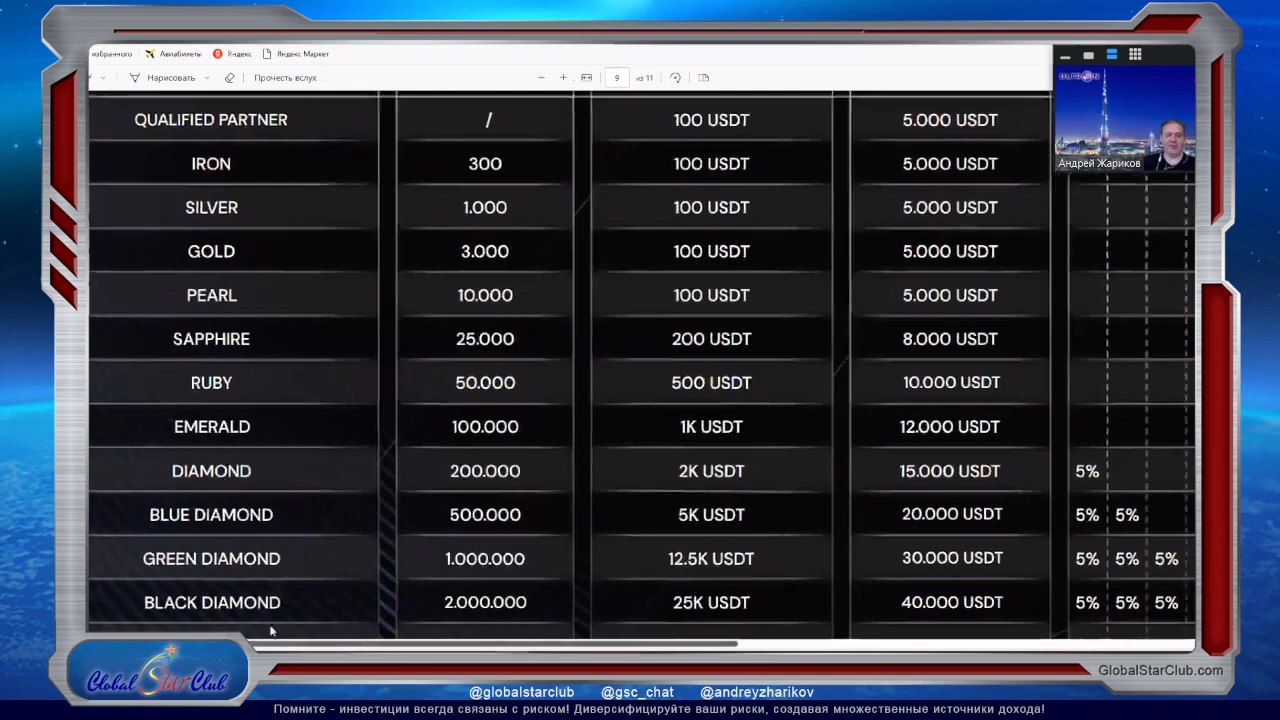 избранного Авиабилеты Яндекс Яндекс Маркет
Нарисовать Прочесть вслух 9 из 11
ULTRON
Андрей Жариков
QUALIFIED PARTNER / 100 USDT 5.000 USDT
IRON 300 100 USDT 5.000 USDT
SILVER 1.000 100 USDT 5.000 USDT
GOLD 3.000 100 USDT 5.000 USDT
PEARL 10.000 100 USDT 5.000 USDT
SAPPHIRE 25.000 200 USDT 8.000 USDT
RUBY 50.000 500 USDT 10.000 USDT
EMERALD 100.000 1K USDT 12.000 USDT
DIAMOND 200.000 2K USDT 15.000 USDT 5%
BLUE DIAMOND 500.000 5K USDT 20.000 USDT 5% 5%
GREEN DIAMOND 1.000.000 12.5K USDT 30.000 USDT 5% 5% 5%
BLACK DIAMOND 2.000.000 25K USDT 40.000 USDT 5% 5% 5%
Global Star Club
GlobalStarClub.com
@globalstarclub @gsc_chat @andreyzharikov
Помните - инвестиции всегда связаны с риском! Диверсифицируйте ваши риски, создавая множественные источники дохода!